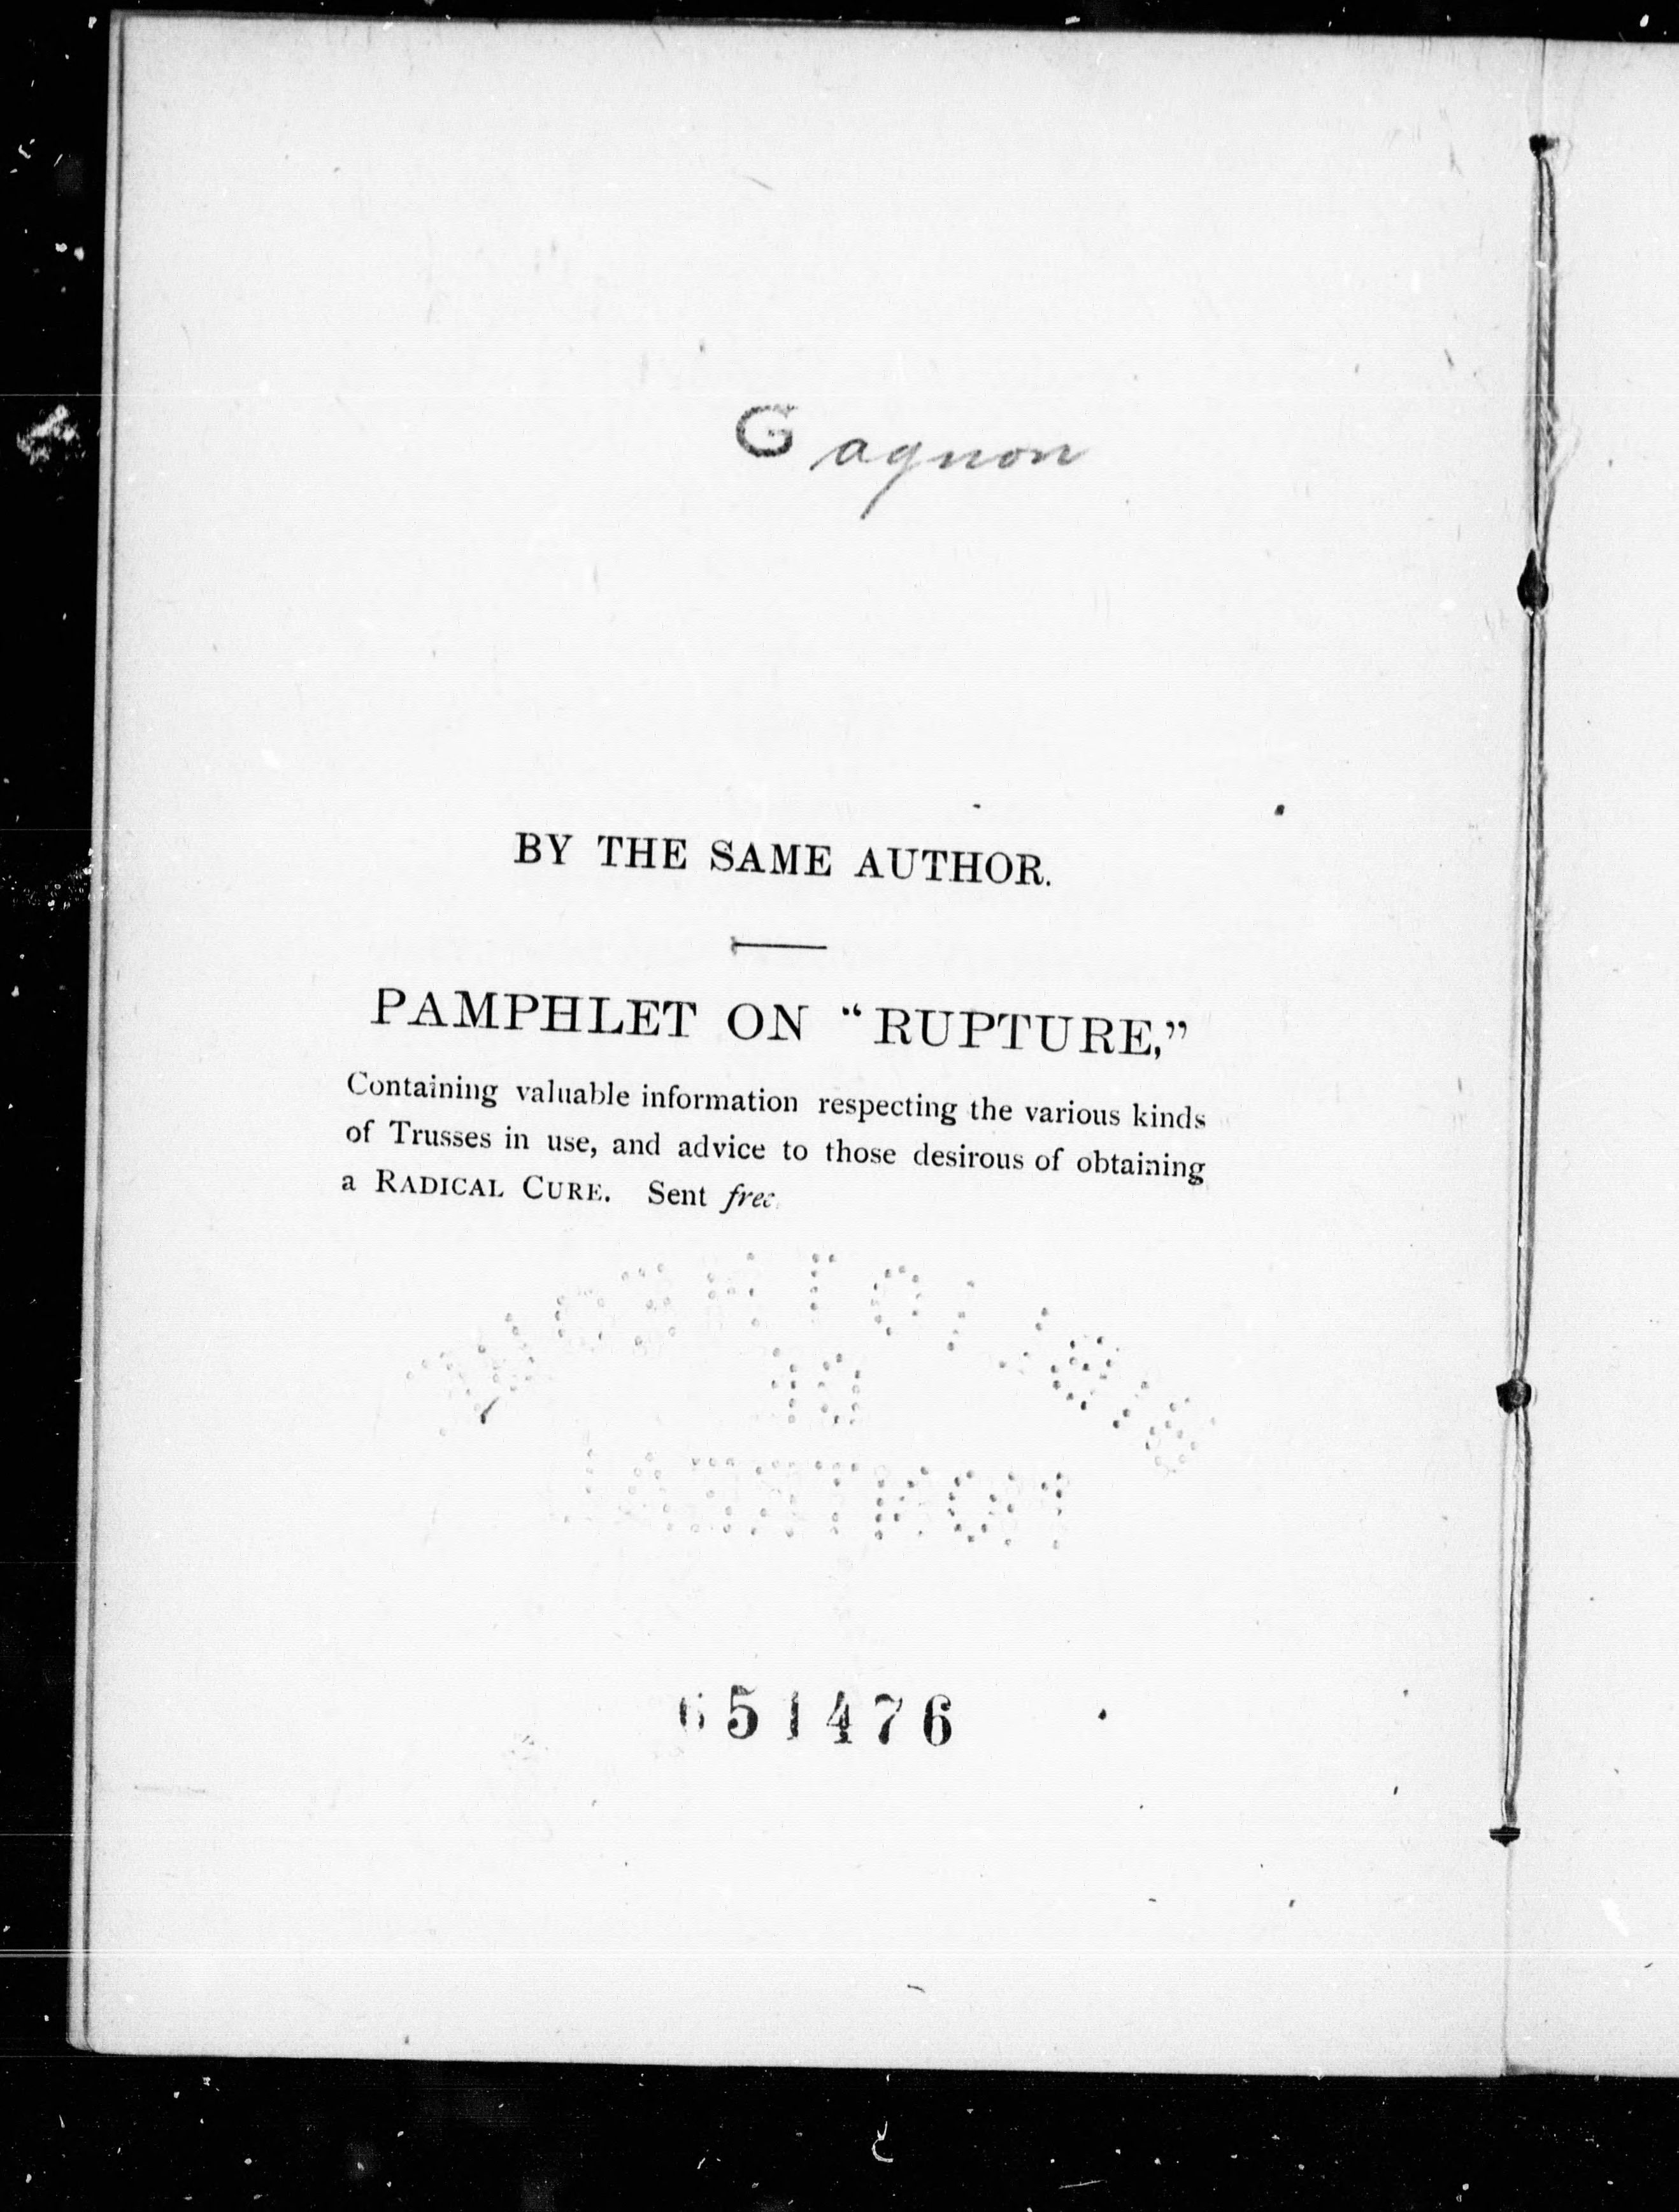 Gagnon
BY THE SAME AUTHOR.
PAMPHLET ON “RUPTURE,”
Containing valuable information respecting the various kinds
of Trusses in use, and advice to those desirous of obtaining
a RADICAL CURE. Sent free.
651476